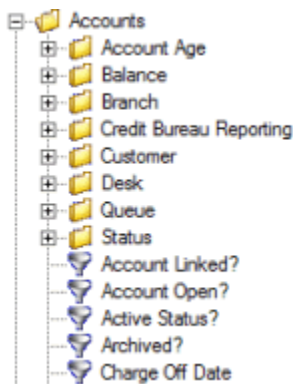 Accounts
Account Age
Balance
Branch
Credit Bureau Reporting
Customer
Desk
Queue
Status
Account Linked?
Account Open?
Active Status?
Archived?
Charge Off Date